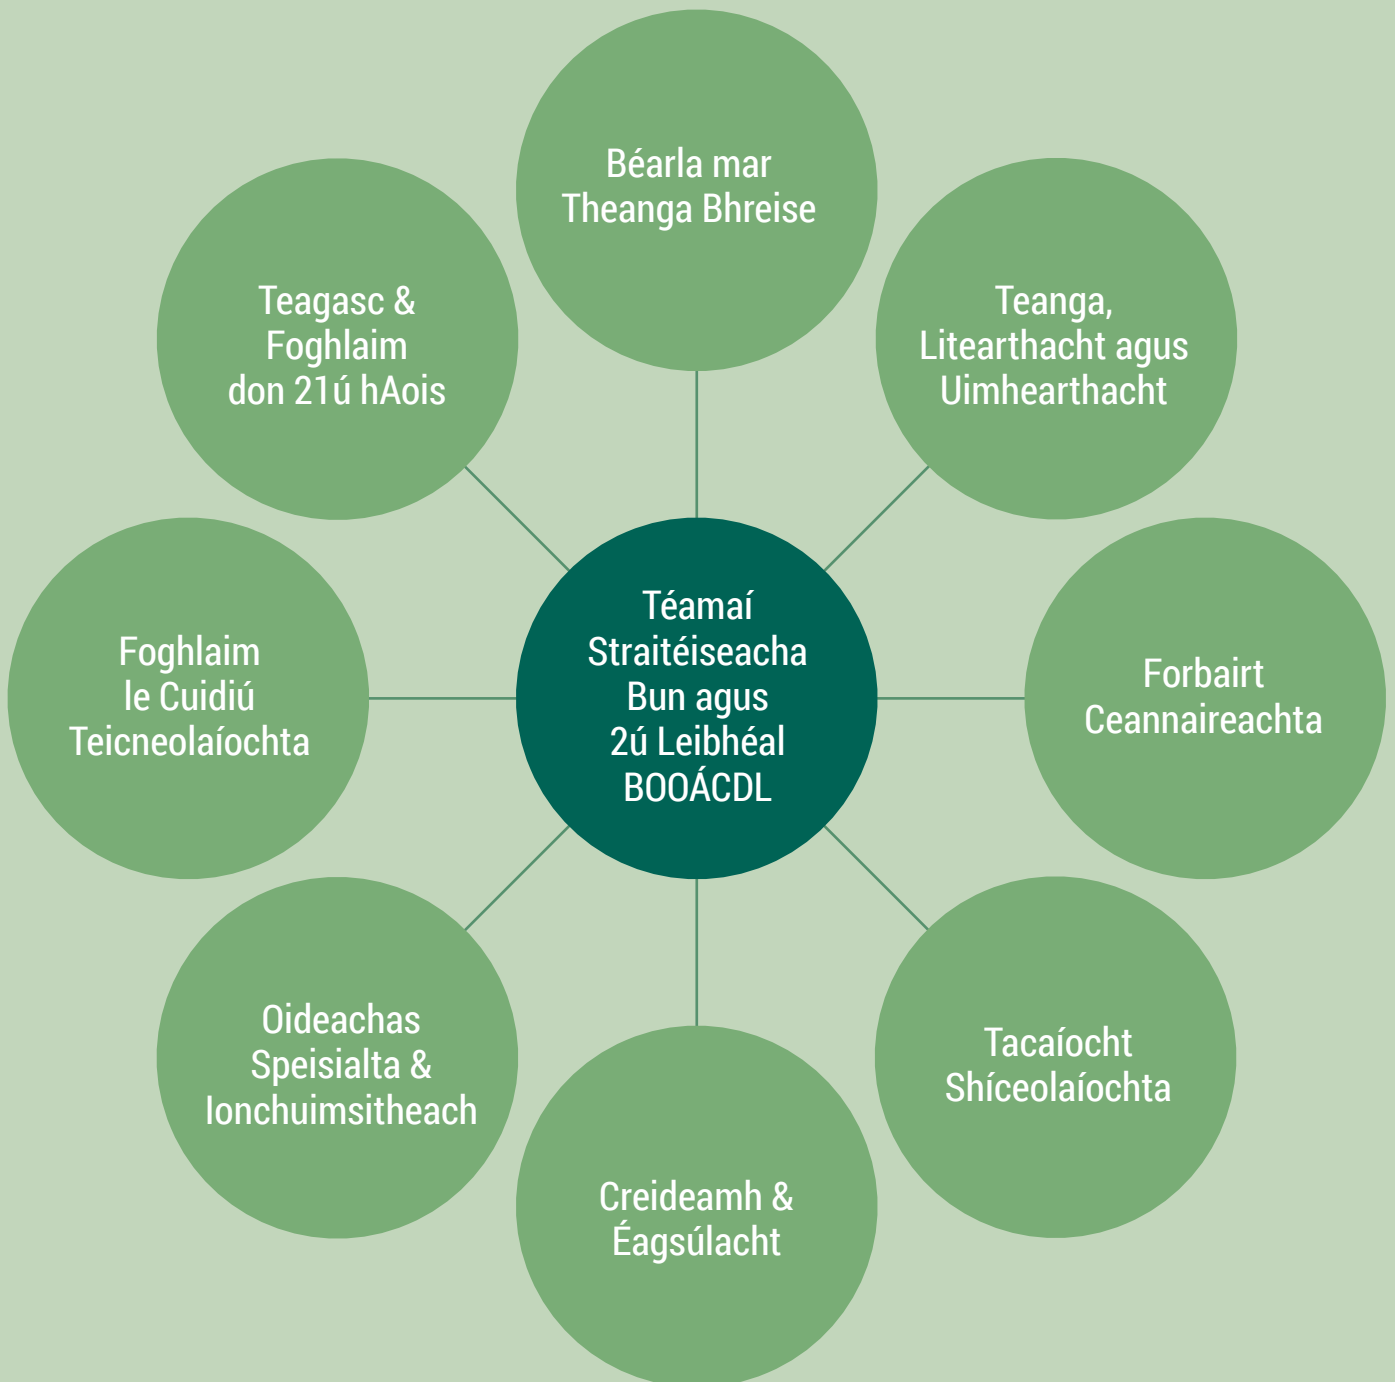 Béarla mar
Theanga Bhreise
Teanga,
Litearthacht agus
Uimhearthacht
Forbairt
Ceannaireachta
Tacaíocht
Shíceolaíochta
Creideamh &
Éagsúlacht
Oideachas
Speisialta &
Ionchuimsitheach
Foghlaim
le Cuidiú
Teicneolaíochta
Teagasc &
Foghlaim
don 21ú hAois
Téamaí
Straitéiseacha
Bun agus
2ú Leibhéal
BOOÁCDL